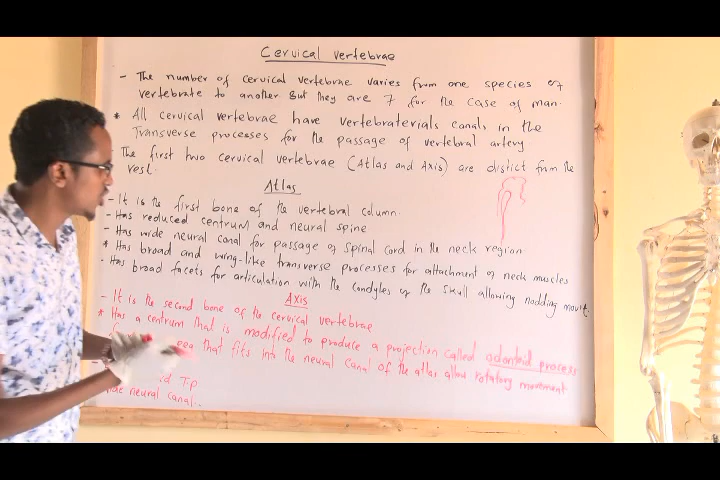 Cervical vertebrae
- The number of cervical vertebrae varies from one species of
vertebrate to another But they are 7 for the case of man.
* All cervical vertebrae have vertebraterials canals in the
Transverse processes for the passage of vertebral artery
The first two cervical vertebrae (Atlas and Axis) are distict from the
rest.
Atlas
- It is the first bone of the vertebral column.
- Has reduced centrum and neural spine
- Has wide neural canal for passage of spinal cord in the neck region
* Has broad and wing-like transverse processes for attachment of neck muscles
- Has broad facets for articulation with the condyles of the skull allowing nodding movt.
Axis
- It is the second bone of the cervical vertebrae
* Has a centrum that is modified to produce a projection called odontoid process
that fits into the neural canal of the atlas allow rotatory movement
T.p
neural canal.